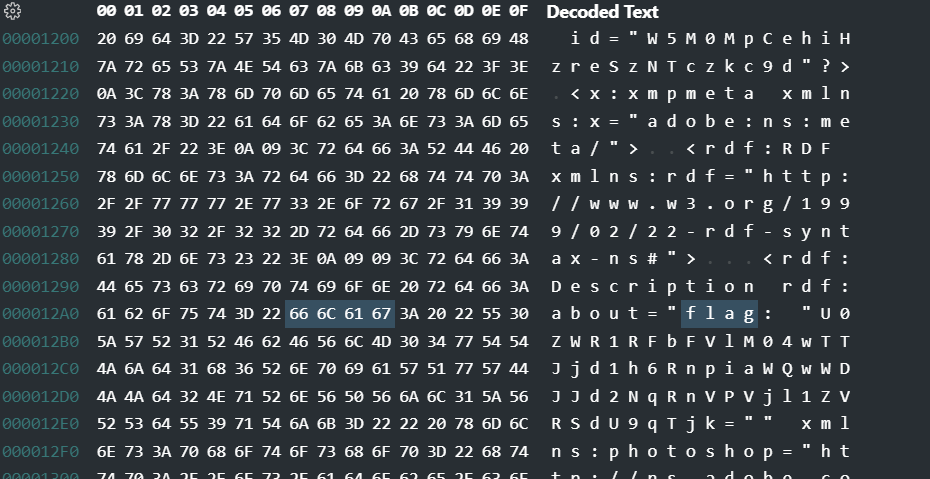 00 01 02 03 04 05 06 07 08 09 0A 0B 0C 0D 0E 0F Decoded Text
00001200 20 69 64 3D 22 57 35 4D 30 4D 70 43 65 68 69 48 id="W5M0MpCehiH
00001210 7A 72 65 53 7A 4E 54 63 7A 6B 63 39 64 22 3F 3E zreSzNTczkc9d"?>
00001220 0A 3C 78 3A 78 6D 70 6D 65 74 61 20 78 6D 6C 6E .<x:xmpmeta xmln
00001230 73 3A 78 3D 22 61 64 6F 62 65 3A 6E 73 3A 6D 65 s:x="adobe:ns:me
00001240 74 61 2F 22 3E 0A 09 3C 72 64 66 3A 52 44 46 20 ta/">..<rdf:RDF
00001250 78 6D 6C 6E 73 3A 72 64 66 3D 22 68 74 74 70 3A xmlns:rdf="http:
00001260 2F 2F 77 77 77 2E 77 33 2E 6F 72 67 2F 31 39 39 //www.w3.org/199
00001270 39 2F 30 32 2F 32 32 2D 72 64 66 2D 73 79 6E 74 9/02/22-rdf-synt
00001280 61 78 2D 6E 73 23 22 3E 0A 09 09 3C 72 64 66 3A ax-ns#">...<rdf:
00001290 44 65 73 63 72 69 70 74 69 6F 6E 20 72 64 66 3A Description rdf:
000012A0 61 62 6F 75 74 3D 22 66 6C 61 67 3A 20 22 55 30 about="flag: "U0
000012B0 5A 57 52 31 52 46 62 46 56 6C 4D 30 34 77 54 54 ZWR1RFbFVlM04wTT
000012C0 4A 6A 64 31 68 36 52 6E 70 69 61 57 51 77 57 44 Jjd1h6RnpiaWQwWD
000012D0 4A 4A 64 32 4E 71 52 6E 56 50 56 6A 6C 31 5A 56 JJd2NqRnVPVjl1ZV
000012E0 52 53 64 55 39 71 54 6A 6B 3D 22 22 20 78 6D 6C RSdU9qTjk="" xml
000012F0 6E 73 3A 70 68 6F 74 6F 73 68 6F 70 3D 22 68 74 ns:photoshop="ht